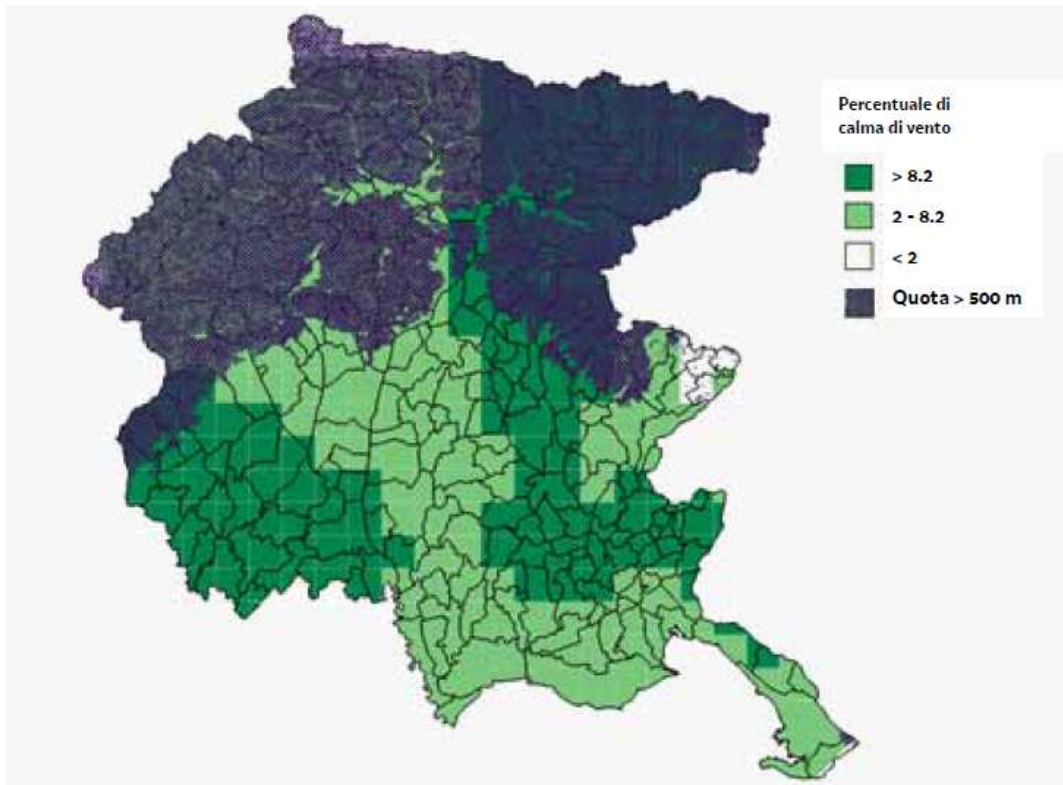 Percentuale di
calma di vento
> 8.2
2 - 8.2
< 2
Quota > 500 m